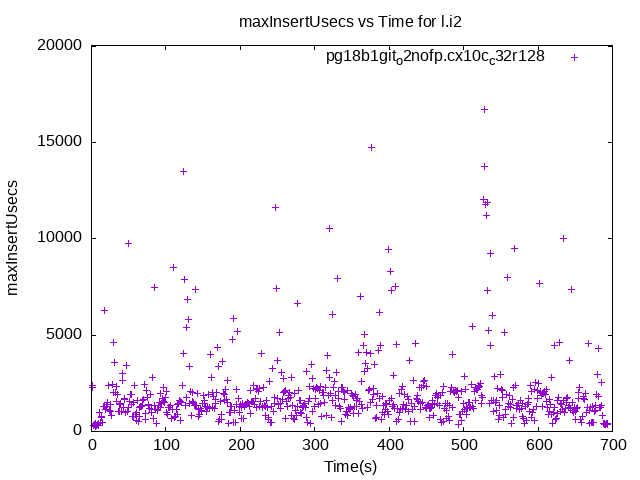 maxInsertUsecs vs Time for l.i2
pg18b1git_o2nofp.cx10c_c32r128
20000
15000
10000
5000
0
maxInsertUsecs
0 100 200 300 400 500 600 700
Time(s)